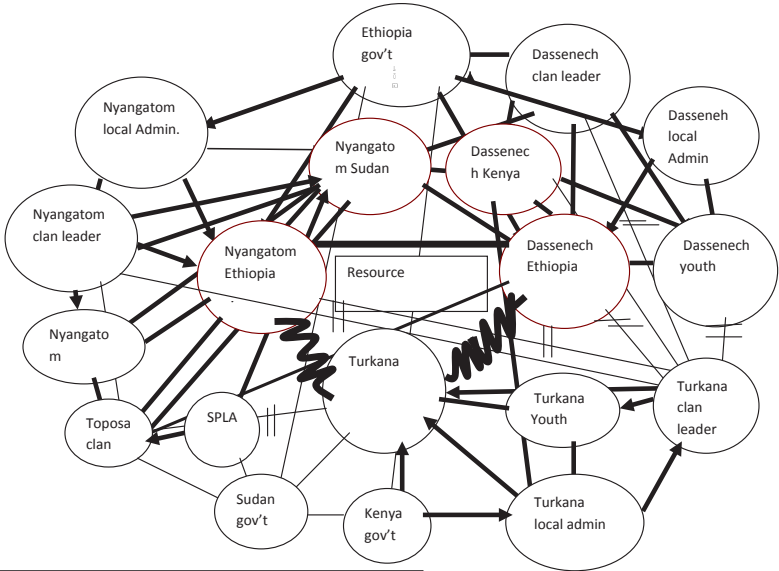 Ethiopia
gov't
Dassenech
clan leader
Nyangatom
local Admin.
Dasseneh
local
Admin
Nyangato
m Sudan
Dassenec
h Kenya
Nyangatom
clan leader
Nyangatom
Ethiopia
Resource
Dassenech
Ethiopia
Dassenech
youth
Nyangato
m
Turkana
Toposa
clan
SPLA
Turkana
Youth
Turkana
clan
leader
Sudan
gov't
Kenya
gov't
Turkana
local admin